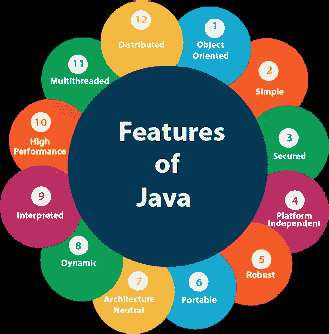 Features
of
Java
1
Object
Oriented
2
Simple
3
Secured
4
Platform
Independent
5
Robust
6
Portable
7
Architecture
Neutral
8
Dynamic
9
Interpreted
10
High
Performance
11
Multithreaded
12
Distributed